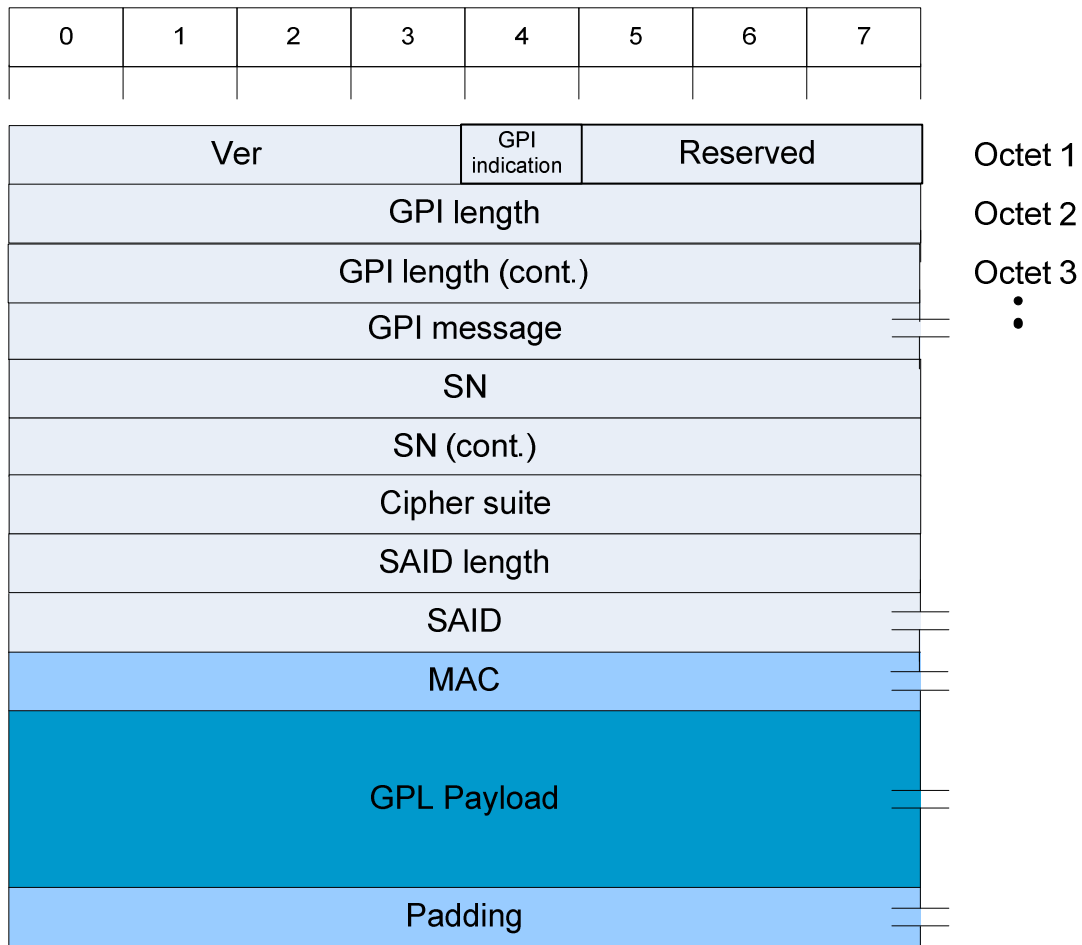 0 1 2 3 4 5 6 7
Ver GPI indication Reserved Octet 1
GPI length Octet 2
GPI length (cont.) Octet 3
GPI message
SN
SN (cont.)
Cipher suite
SAID length
SAID
MAC
GPL Payload
Padding